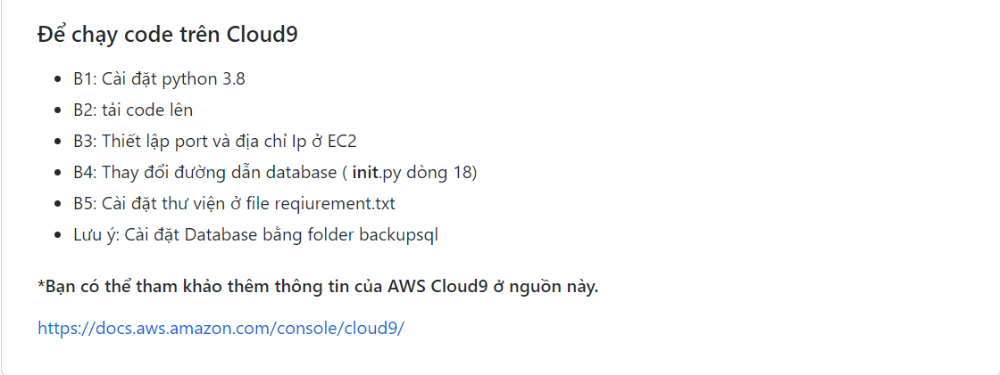 Để chạy code trên Cloud9
B1: Cài đặt python 3.8
B2: tải code lên
B3: Thiết lập port và địa chỉ Ip ở EC2
B4: Thay đổi đường dẫn database ( init.py dòng 18)
B5: Cài đặt thư viện ở file reqiurement.txt
Lưu ý: Cài đặt Database bằng folder backupsql
*Bạn có thể tham khảo thêm thông tin của AWS Cloud9 ở nguồn này.
https://docs.aws.amazon.com/console/cloud9/